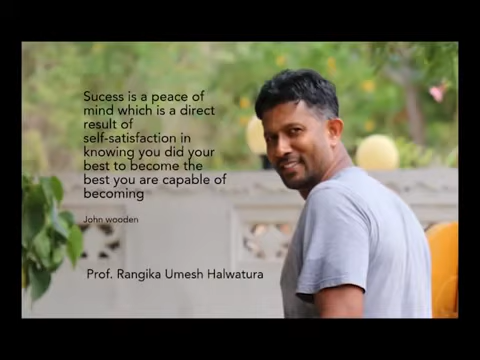 Sucess is a peace of
mind which is a direct
result of
self-satisfaction in
knowing you did your
best to become the
best you are capable of
becoming
John wooden
Prof. Rangika Umesh Halwatura